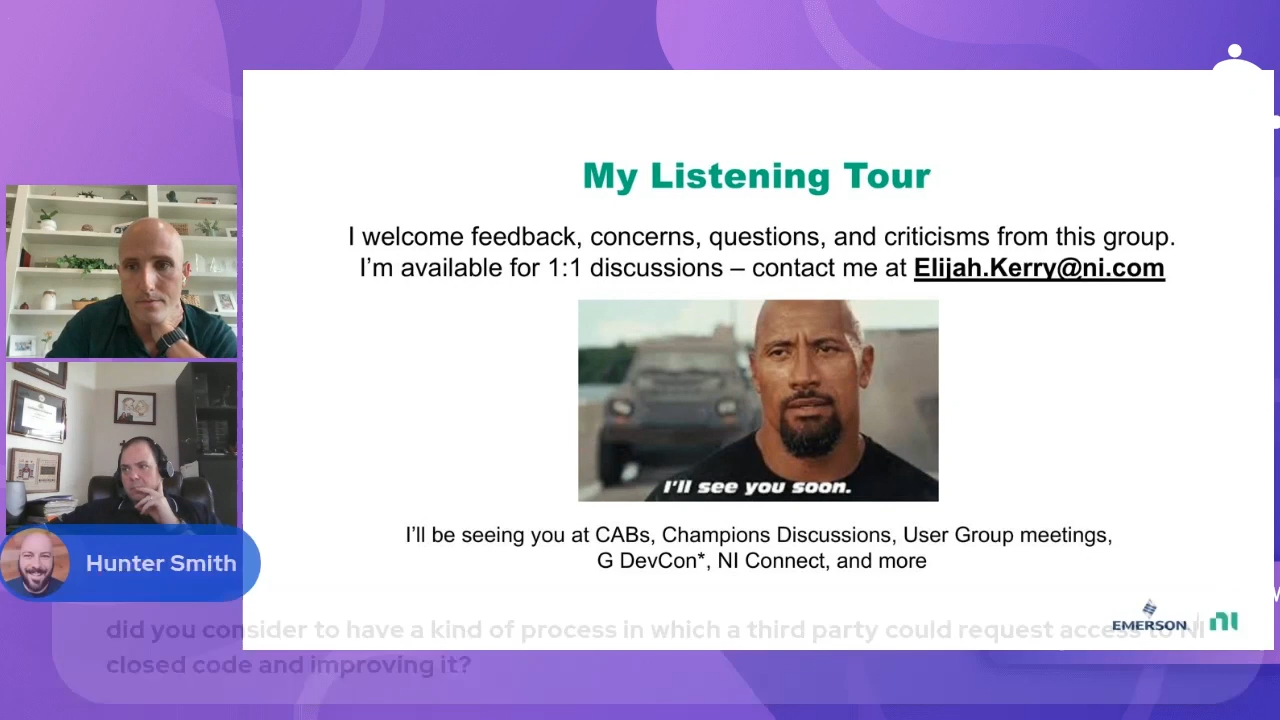 My Listening Tour
I welcome feedback, concerns, questions, and criticisms from this group.
I'm available for 1:1 discussions – contact me at Elijah.Kerry@ni.com
I'll see you soon.
I'll be seeing you at CABs, Champions Discussions, User Group meetings,
G DevCon*, NI Connect, and more
EMERSON
ni
Hunter Smith
did you consider to have a kind of process in which a third party could request access to NI
closed code and improving it?